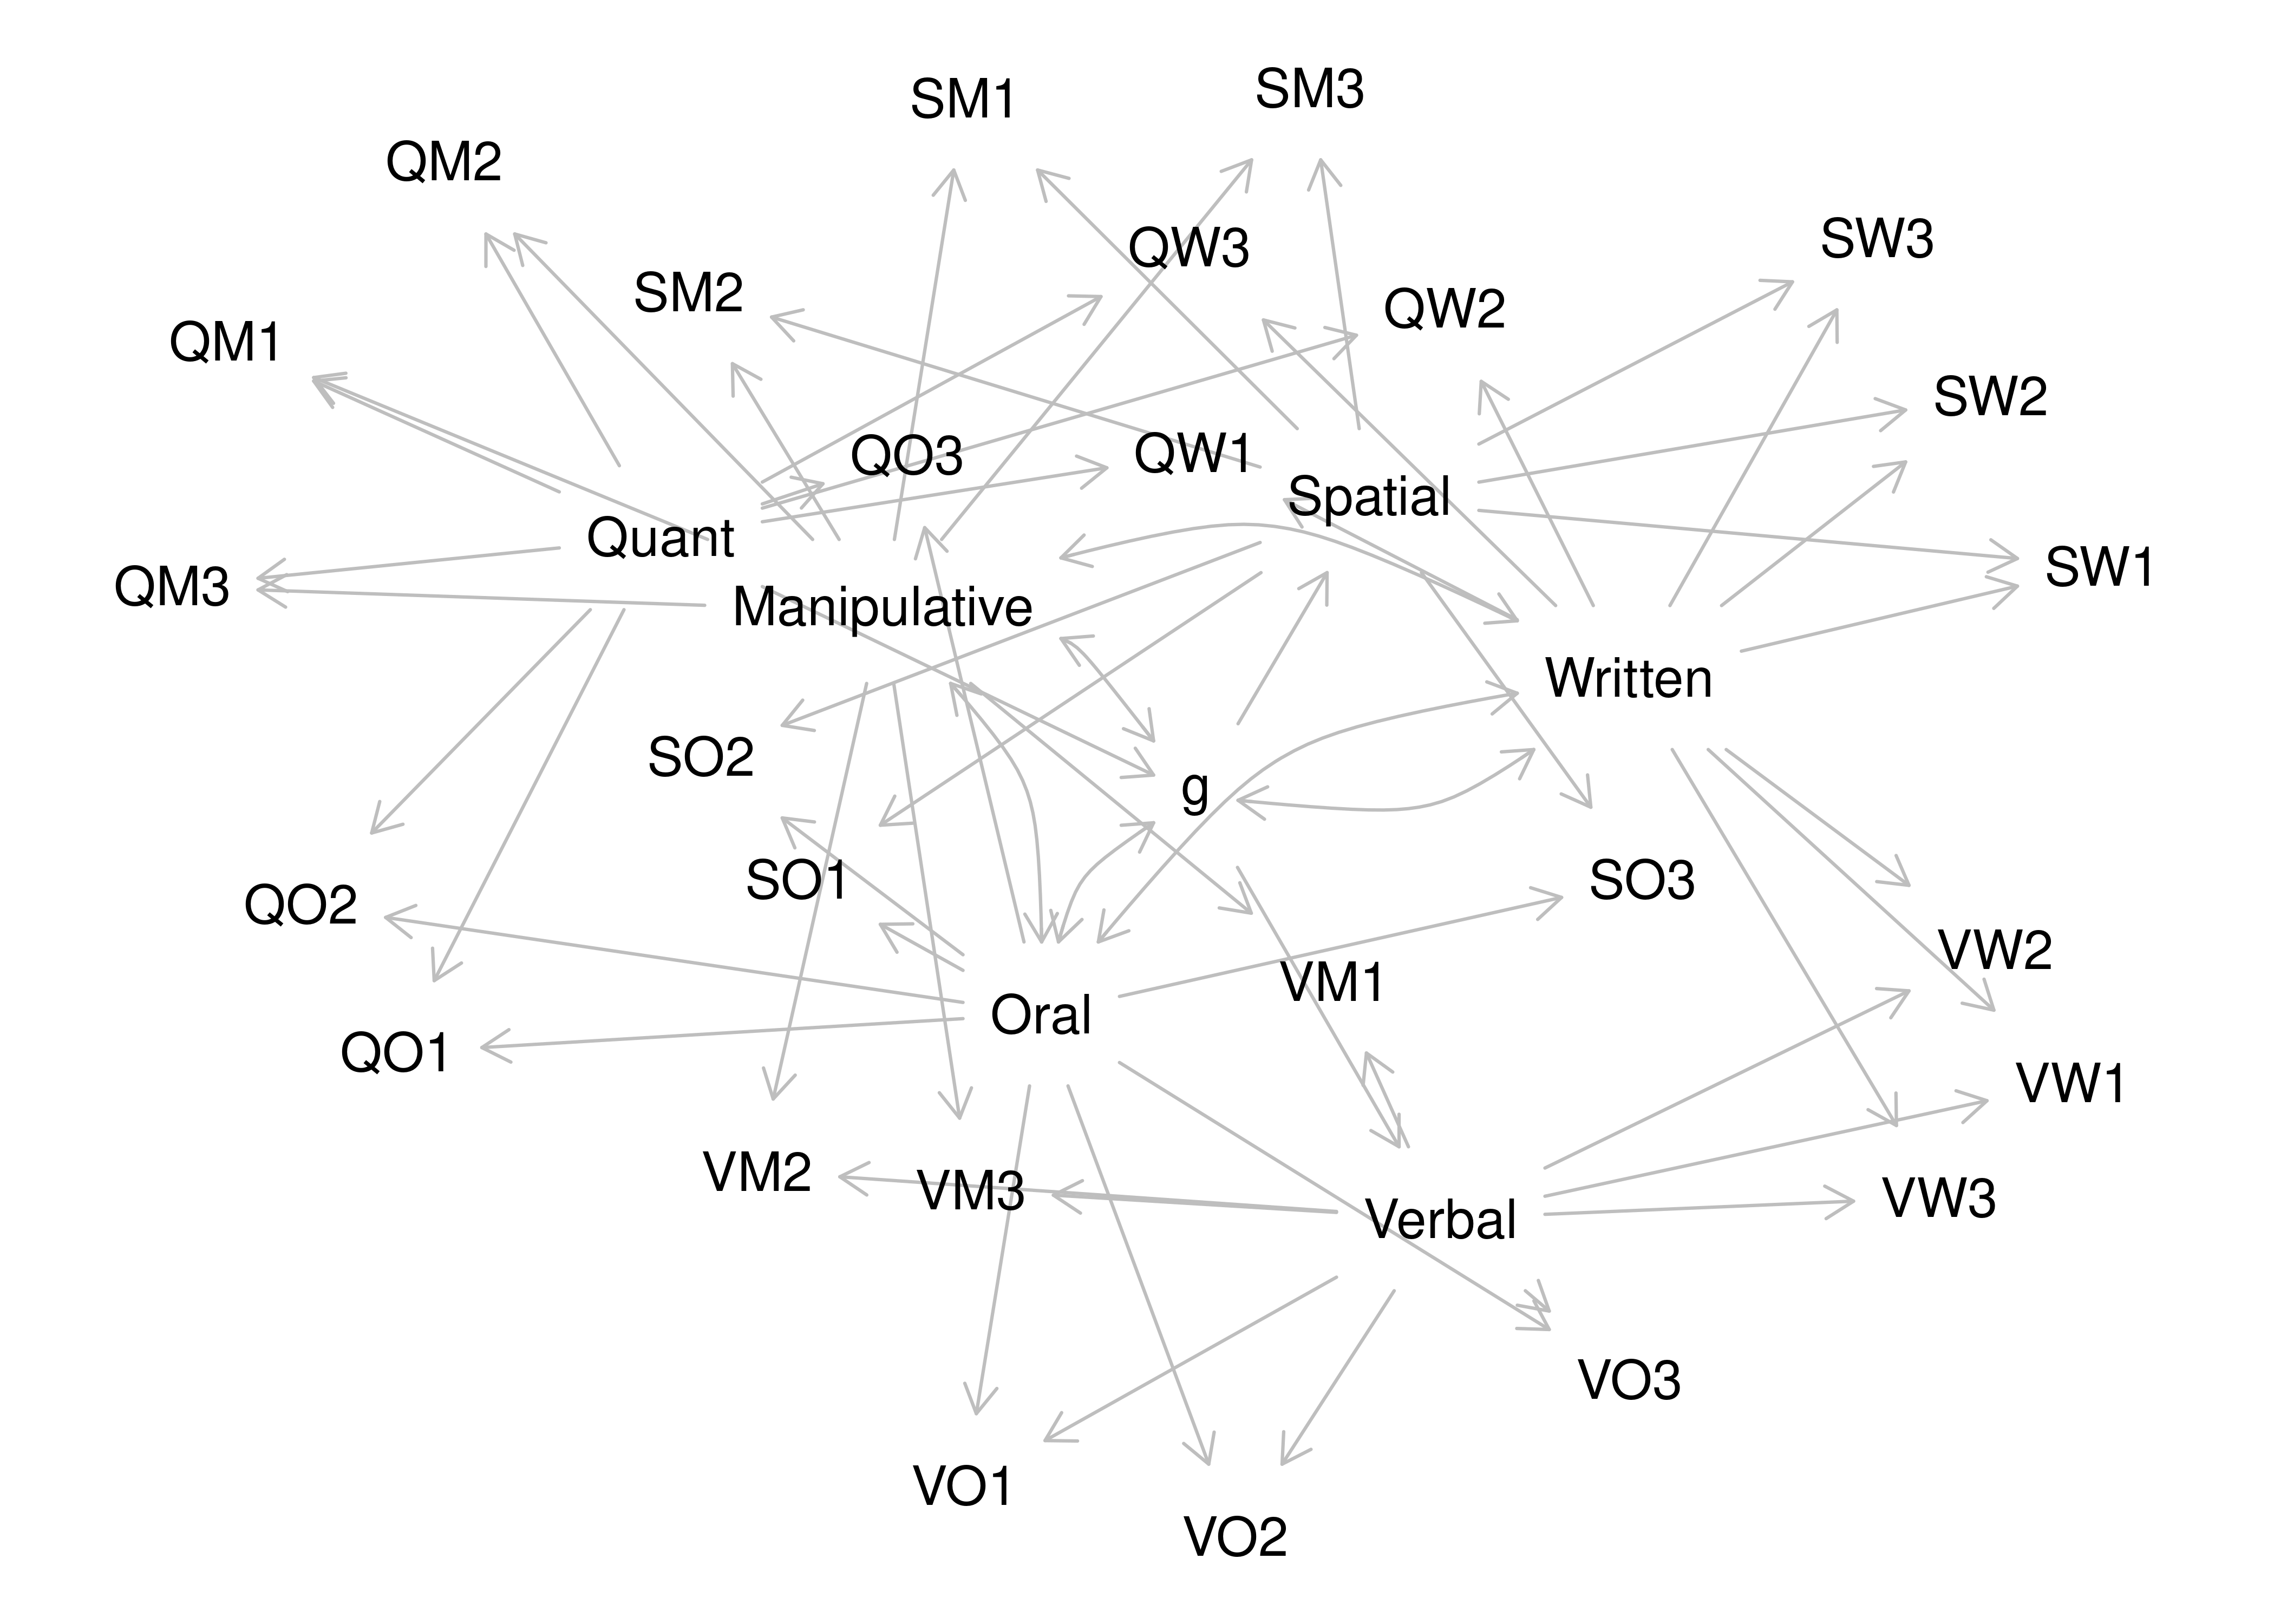 SM3
SM1
QM2
SW3
QW3
SM2
QW2
QM1
SW2
QW1
QO3
Spatial
Quant
SW1
QM3
Manipulative
Written
SO2
g
SO1
SO3
QO2
VW2
VM1
Oral
QO1
VW1
VM2
VM3
VW3
Verbal
VO3
VO1
VO2